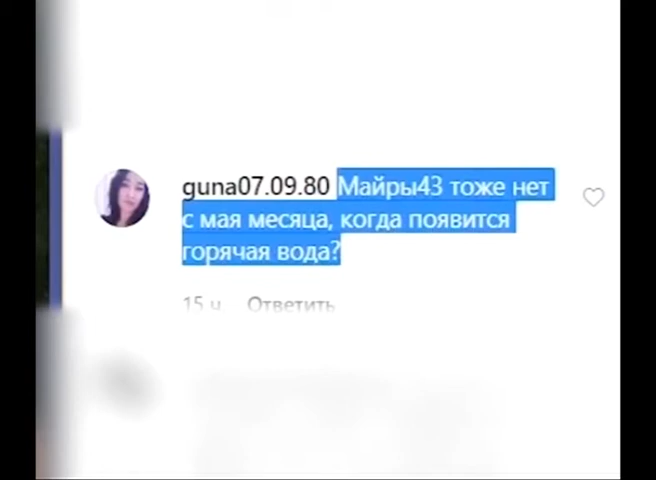 guna07.09.80 Майры43 тоже нет
с мая месяца, когда появится
горячая вода?
15 ч Ответить